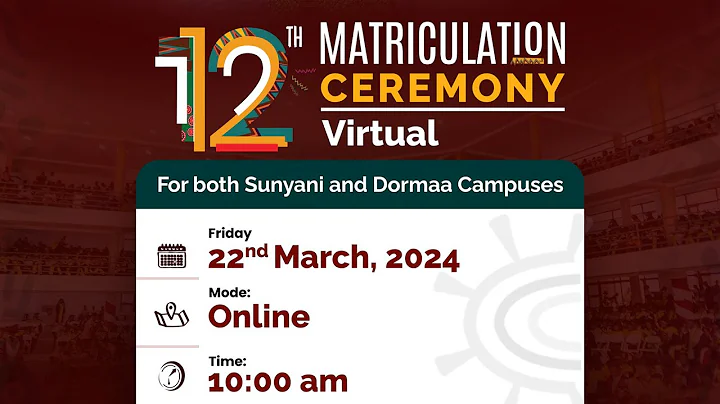 12TH MATRICULATION
CEREMONY
Virtual
For both Sunyani and Dormaa Campuses
Friday
22nd March, 2024
Mode:
Online
Time:
10:00 am